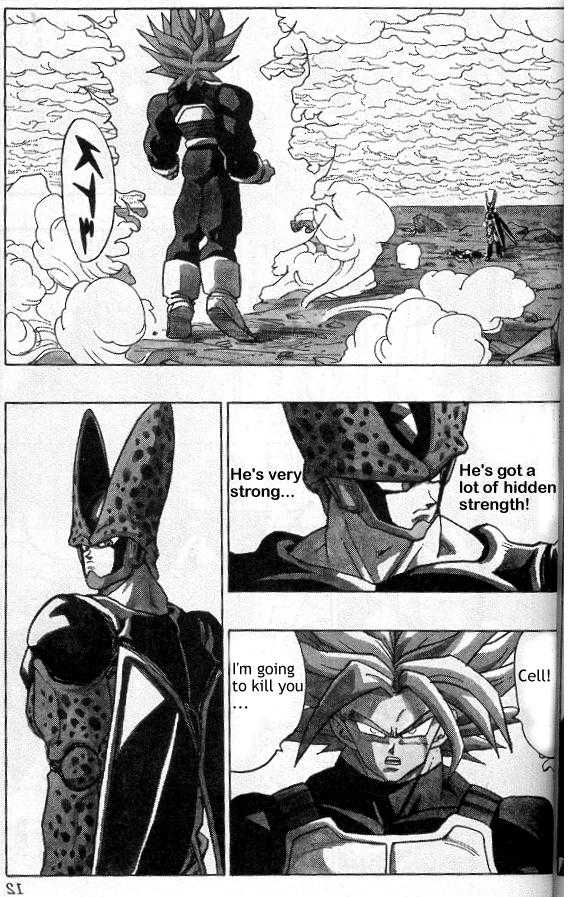 He's very
strong...
He's got a
lot of hidden
strength!
I'm going
to kill you
...
Cell!
12